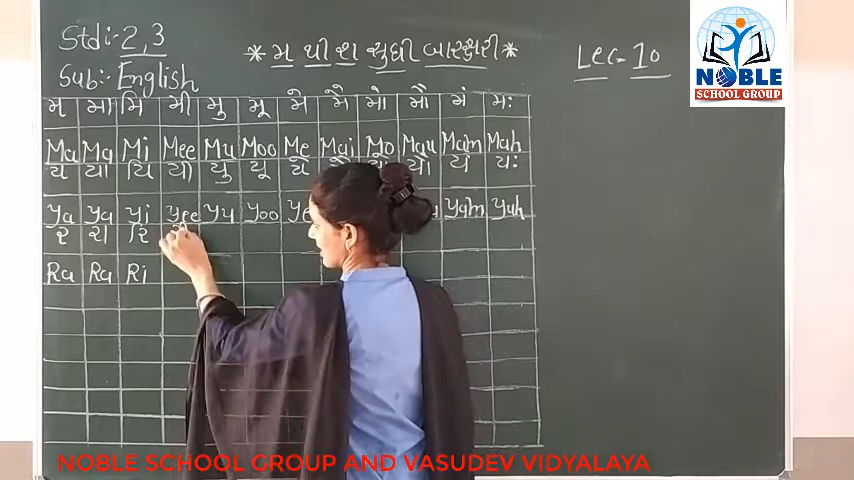 Std:- 2, 3
* મ થી શ સુધી બારક્ષરી *
Lec- 10
Sub:- English
NOBLE
SCHOOL GROUP
મ મા મિ મી મુ મૂ મે મૈ મો મૌ મં મઃ
Ma Ma Mi Mee Mu Moo Me Mai Mo Mau Mam Mah
ય યા યિ યી યુ યૂ યે યૈ યો યૌ યં યઃ
Ya Ya Yi Yee Yu Yoo Ye Yam Yah
ર રા રિ
Ra Ra Ri
NOBLE SCHOOL GROUP AND VASUDEV VIDYALAYA